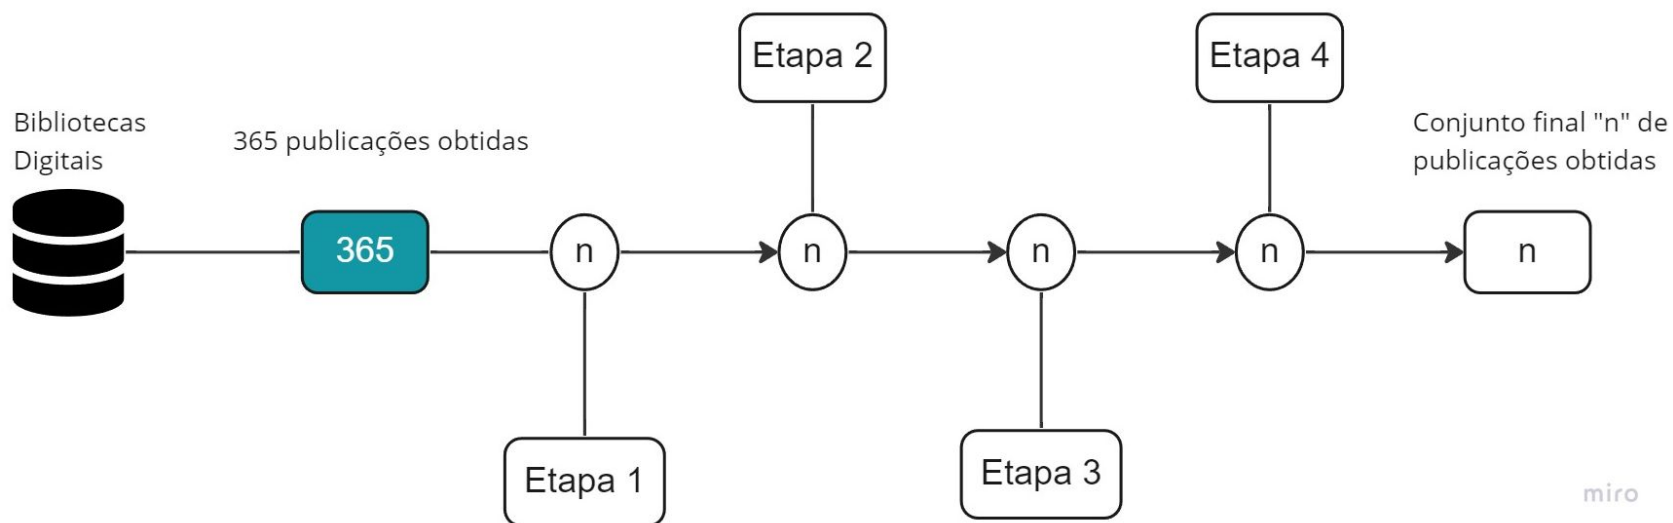 Etapa 2
Etapa 4
Bibliotecas
Digitais
365 publicações obtidas
Conjunto final "n" de
publicações obtidas
365
n
n
n
n
n
Etapa 1
Etapa 3
miro